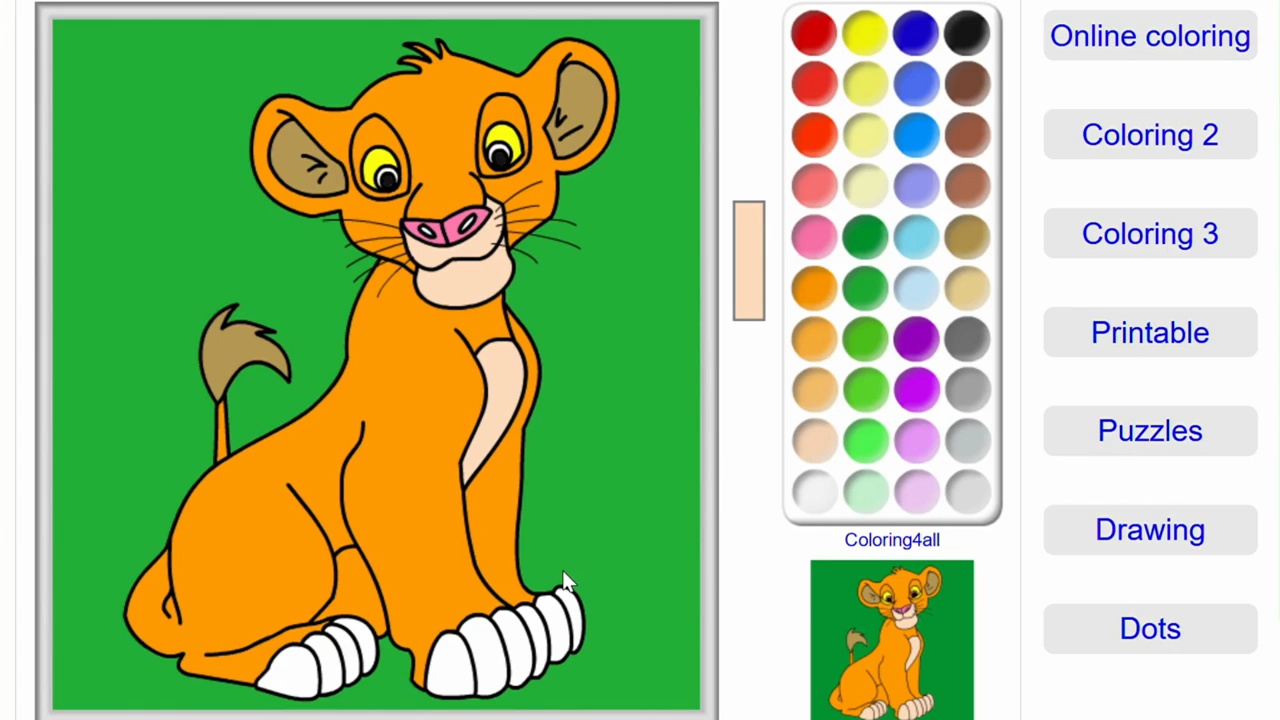 Online coloring
Coloring 2
Coloring 3
Printable
Puzzles
Drawing
Dots
Coloring4all